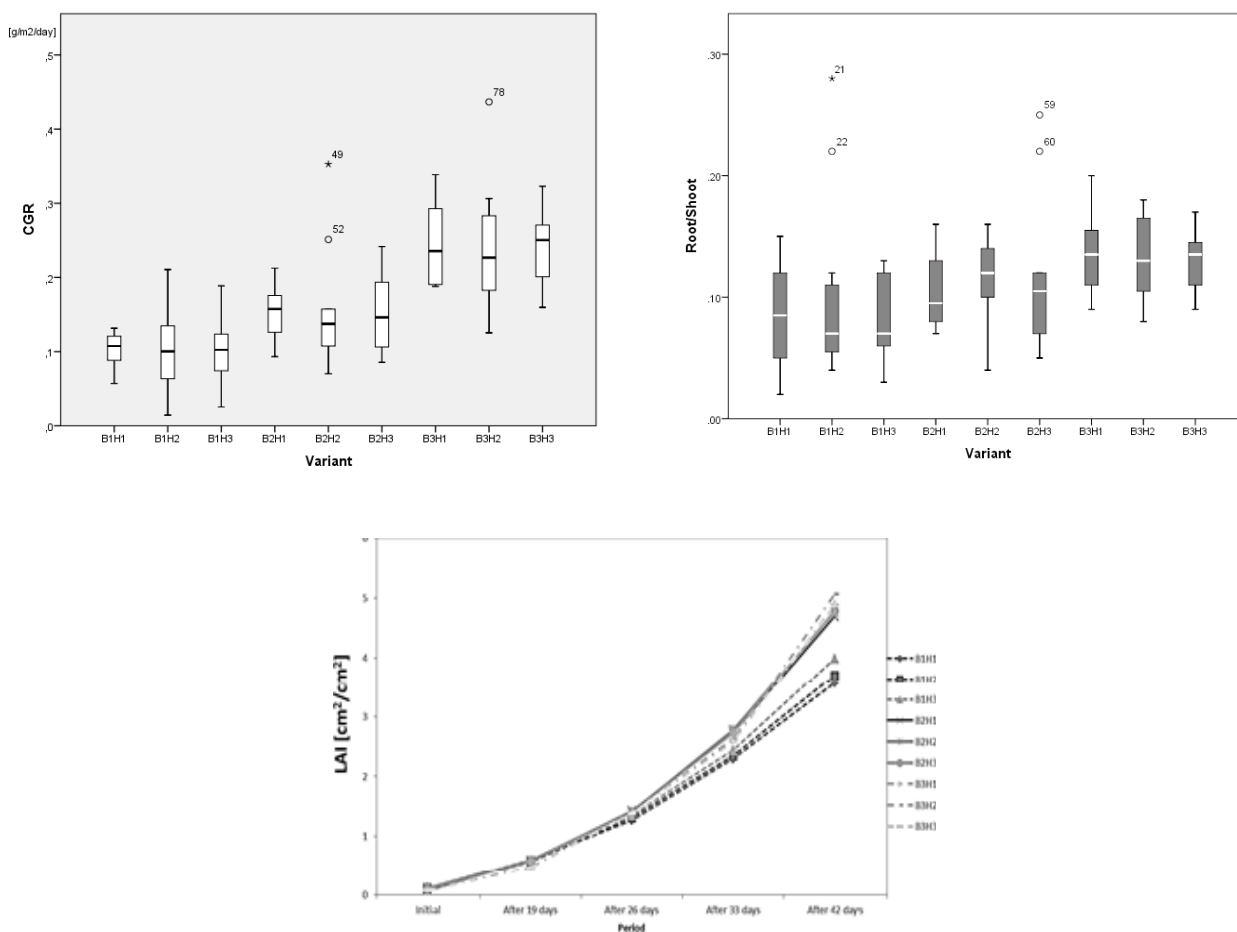 [g/m2/day]
,5
,4
,3
,2
,1
,0
CGR
78
49
52
B1H1 B1H2 B1H3 B2H1 B2H2 B2H3 B3H1 B3H2 B3H3
Variant
.30
.20
.10
.00
Root/Shoot
21
22
59
60
B1H1 B1H2 B1H3 B2H1 B2H2 B2H3 B3H1 B3H2 B3H3
Variant
6
5
4
3
2
1
0
LAI [cm²/cm²]
Initial After 19 days After 26 days After 33 days After 42 days
Period
B1H1
B1H2
B1H3
B2H1
B2H2
B2H3
B3H1
B3H2
B3H3